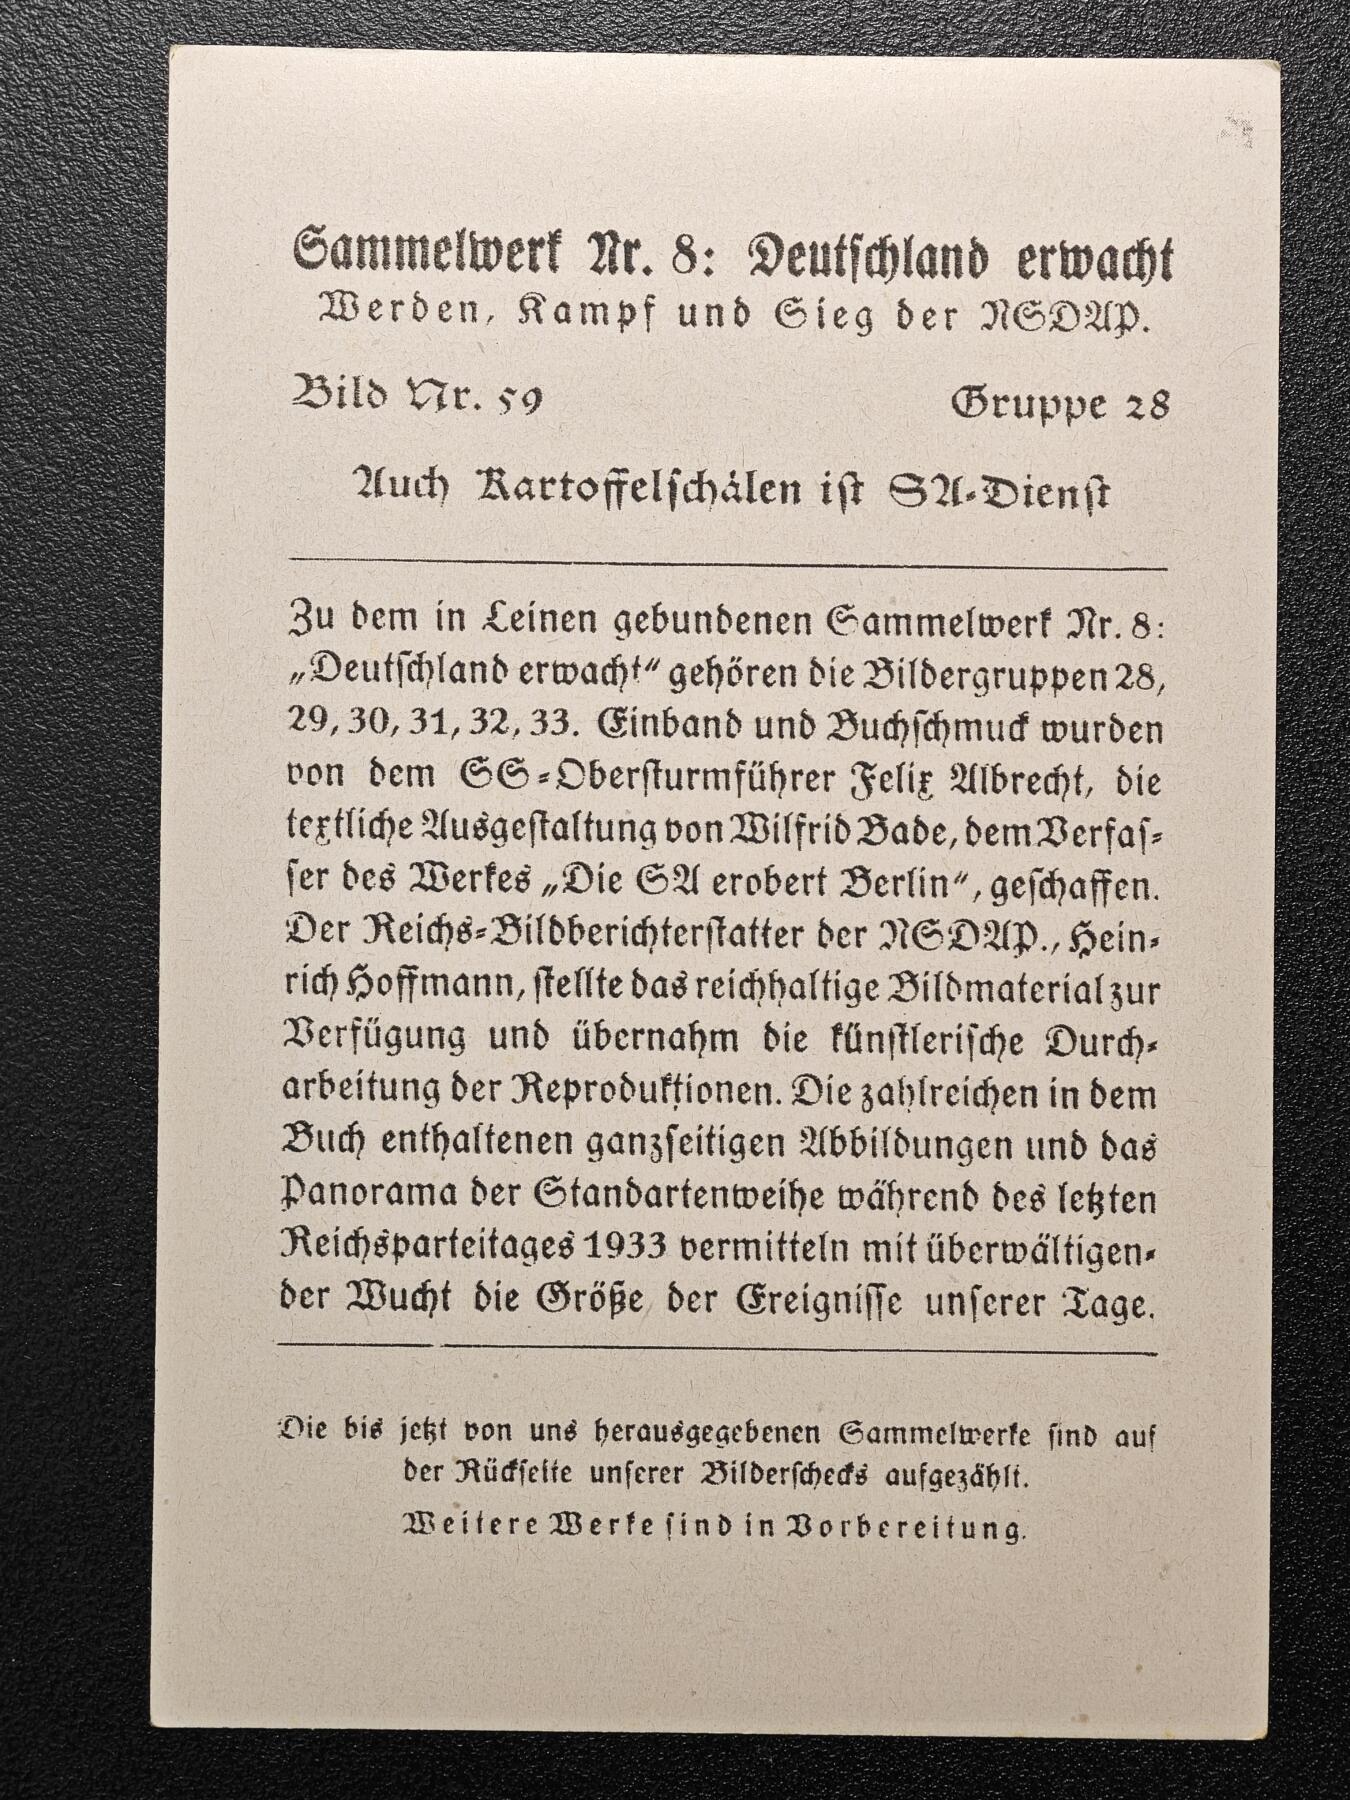 Sammelwerk Nr. 8: Deutschland erwacht
Werden, Kampf und Sieg der NSDAP.
Bild Nr. 59 Gruppe 28
Auch Kartoffelschälen ist SA-Dienst
Zu dem in Leinen gebundenen Sammelwerk Nr. 8:
„Deutschland erwacht“ gehören die Bildergruppen 28,
29, 30, 31, 32, 33. Einband und Buchschmuck wurden
von dem SS-Obersturmführer Felix Albrecht, die
textliche Ausgestaltung von Wilfrid Bade, dem Verfas-
ser des Werkes „Die SA erobert Berlin“, geschaffen.
Der Reichs-Bildberichterstatter der NSDAP., Hein-
rich Hoffmann, stellte das reichhaltige Bildmaterial zur
Verfügung und übernahm die künstlerische Durch-
arbeitung der Reproduktionen. Die zahlreichen in dem
Buch enthaltenen ganzseitigen Abbildungen und das
Panorama der Standartenweihe während des letzten
Reichsparteitages 1933 vermitteln mit überwältigen-
der Wucht die Größe der Ereignisse unserer Tage.
Die bis jetzt von uns herausgegebenen Sammelwerke sind auf
der Rückseite unserer Bilderschecks aufgezählt.
Weitere Werke sind in Vorbereitung.